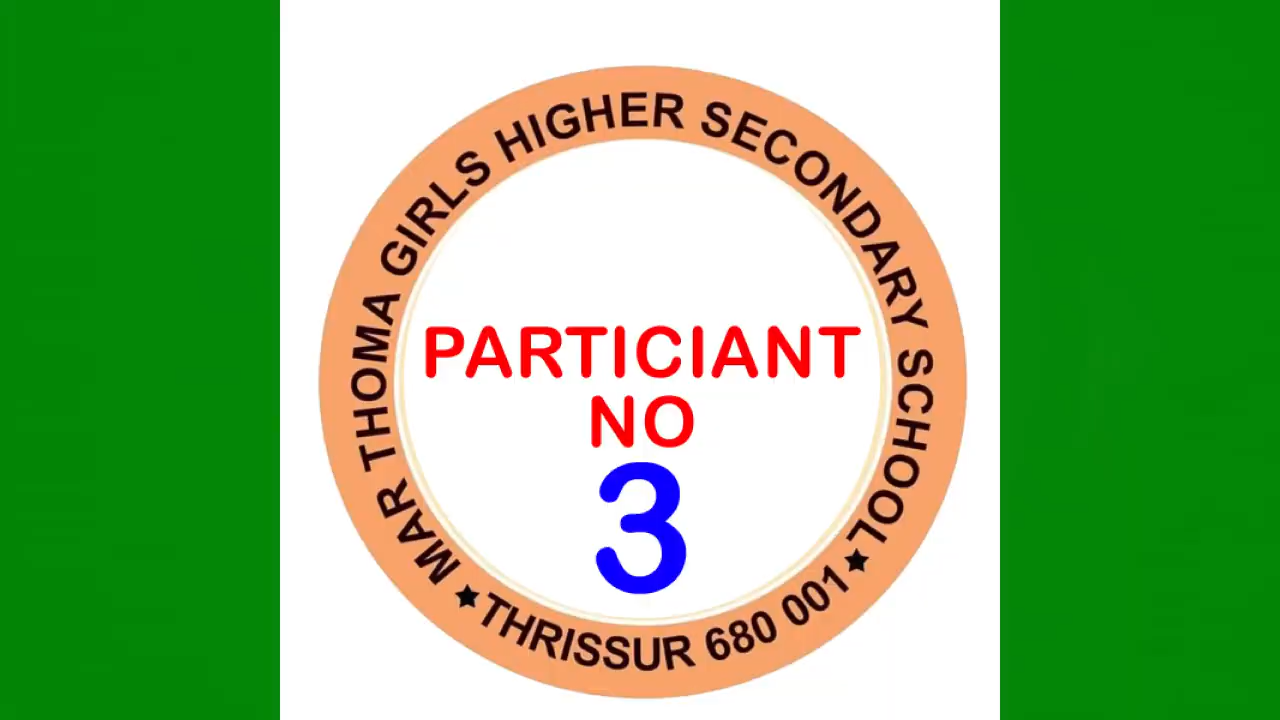 MAR THOMA GIRLS HIGHER SECONDARY SCHOOL
PARTICIANT
NO
3
★ THRISSUR 680 001 ★